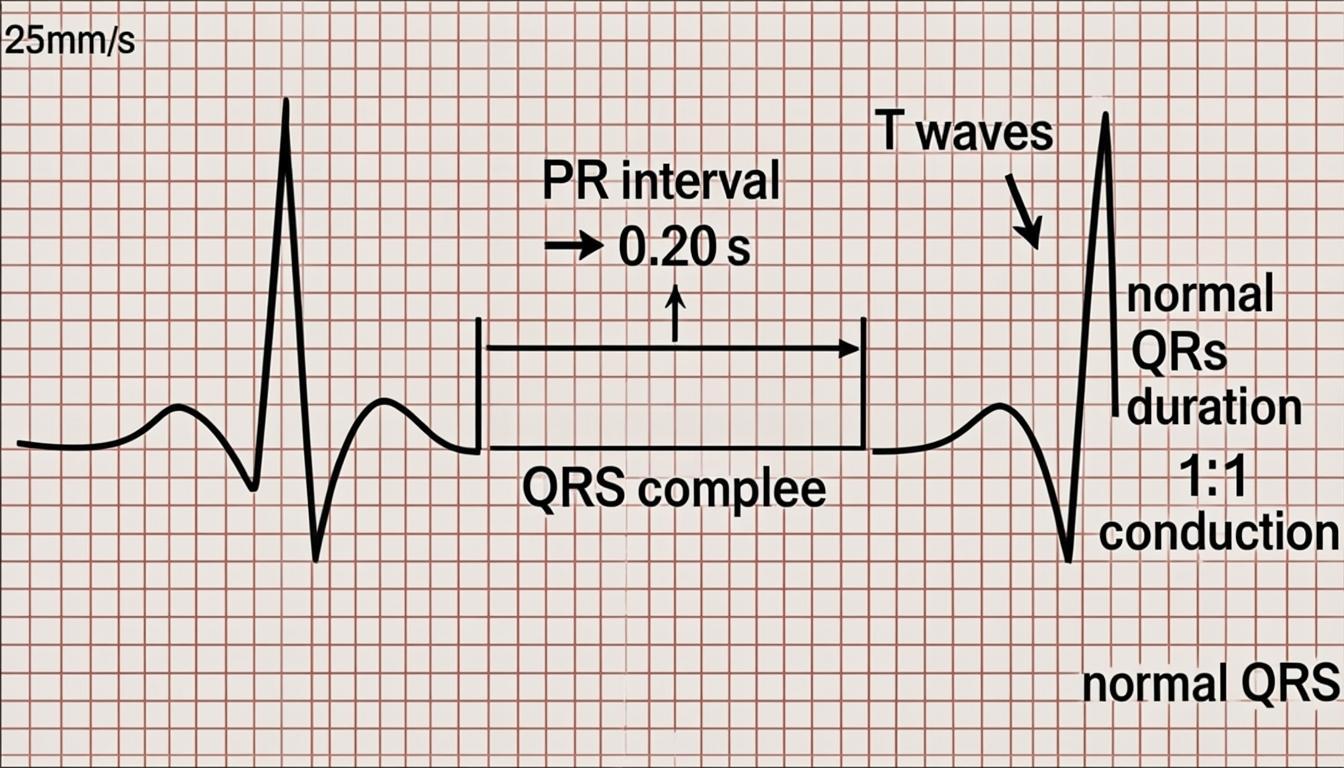 25mm/s
PR interval
→ 0.20 s
QRS complee
T waves
normal
QRs
duration
1:1
conduction
normal QRS